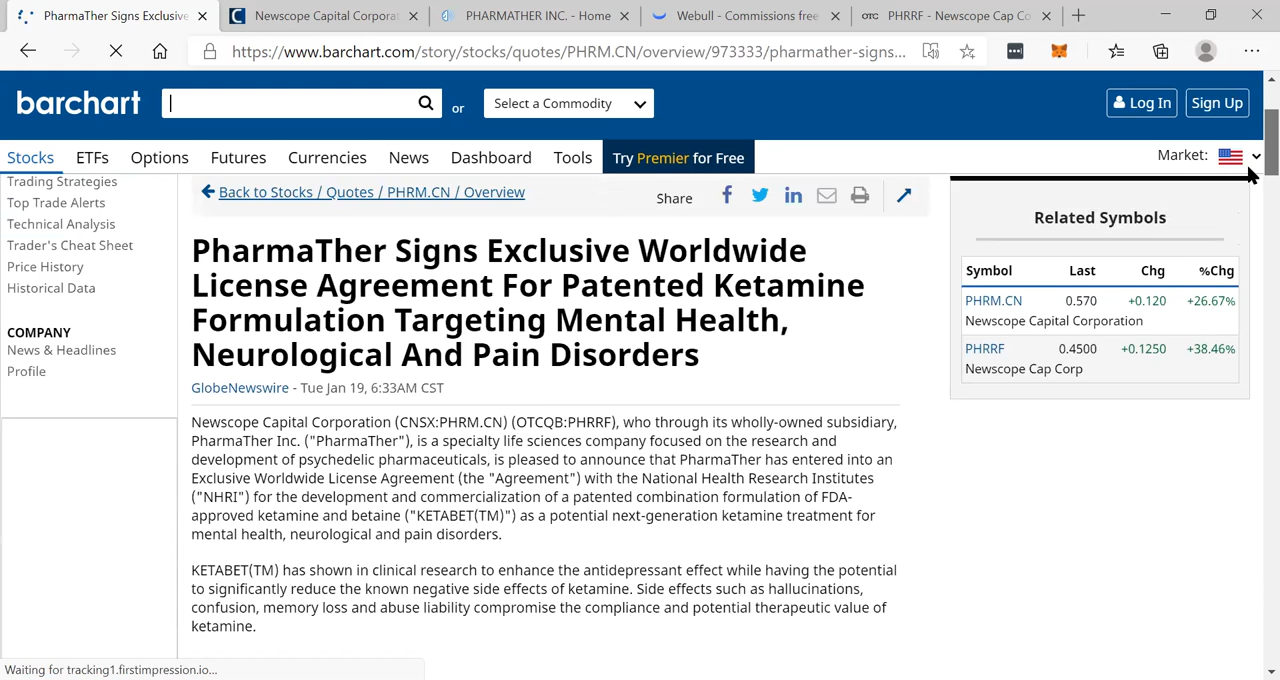 PharmaTher Signs Exclusive
Newscope Capital Corpora
PHARMATHER INC. - Home
Webull - Commissions free
OTC PHRRF - Newscope Cap Co
https://www.barchart.com/story/stocks/quotes/PHRM.CN/overview/973333/pharmather-signs...
barchart
or
Select a Commodity
Log In
Sign Up
Stocks ETFs Options Futures Currencies News Dashboard Tools Try Premier for Free
Market:
Trading Strategies
Top Trade Alerts
Technical Analysis
Trader's Cheat Sheet
Price History
Historical Data
COMPANY
News & Headlines
Profile
Back to Stocks / Quotes / PHRM.CN / Overview
Share
PharmaTher Signs Exclusive Worldwide
License Agreement For Patented Ketamine
Formulation Targeting Mental Health,
Neurological And Pain Disorders
GlobeNewswire - Tue Jan 19, 6:33AM CST
Newscope Capital Corporation (CNSX:PHRM.CN) (OTCQB:PHRRF), who through its wholly-owned subsidiary,
PharmaTher Inc. ("PharmaTher"), is a specialty life sciences company focused on the research and
development of psychedelic pharmaceuticals, is pleased to announce that PharmaTher has entered into an
Exclusive Worldwide License Agreement (the "Agreement") with the National Health Research Institutes
("NHRI") for the development and commercialization of a patented combination formulation of FDA-
approved ketamine and betaine ("KETABET(TM)") as a potential next-generation ketamine treatment for
mental health, neurological and pain disorders.
KETABET(TM) has shown in clinical research to enhance the antidepressant effect while having the potential
to significantly reduce the known negative side effects of ketamine. Side effects such as hallucinations,
confusion, memory loss and abuse liability compromise the compliance and potential therapeutic value of
ketamine.
Related Symbols
Symbol Last Chg %Chg
PHRM.CN 0.570 +0.120 +26.67%
Newscope Capital Corporation
PHRRF 0.4500 +0.1250 +38.46%
Newscope Cap Corp
Waiting for tracking1.firstimpression.io...